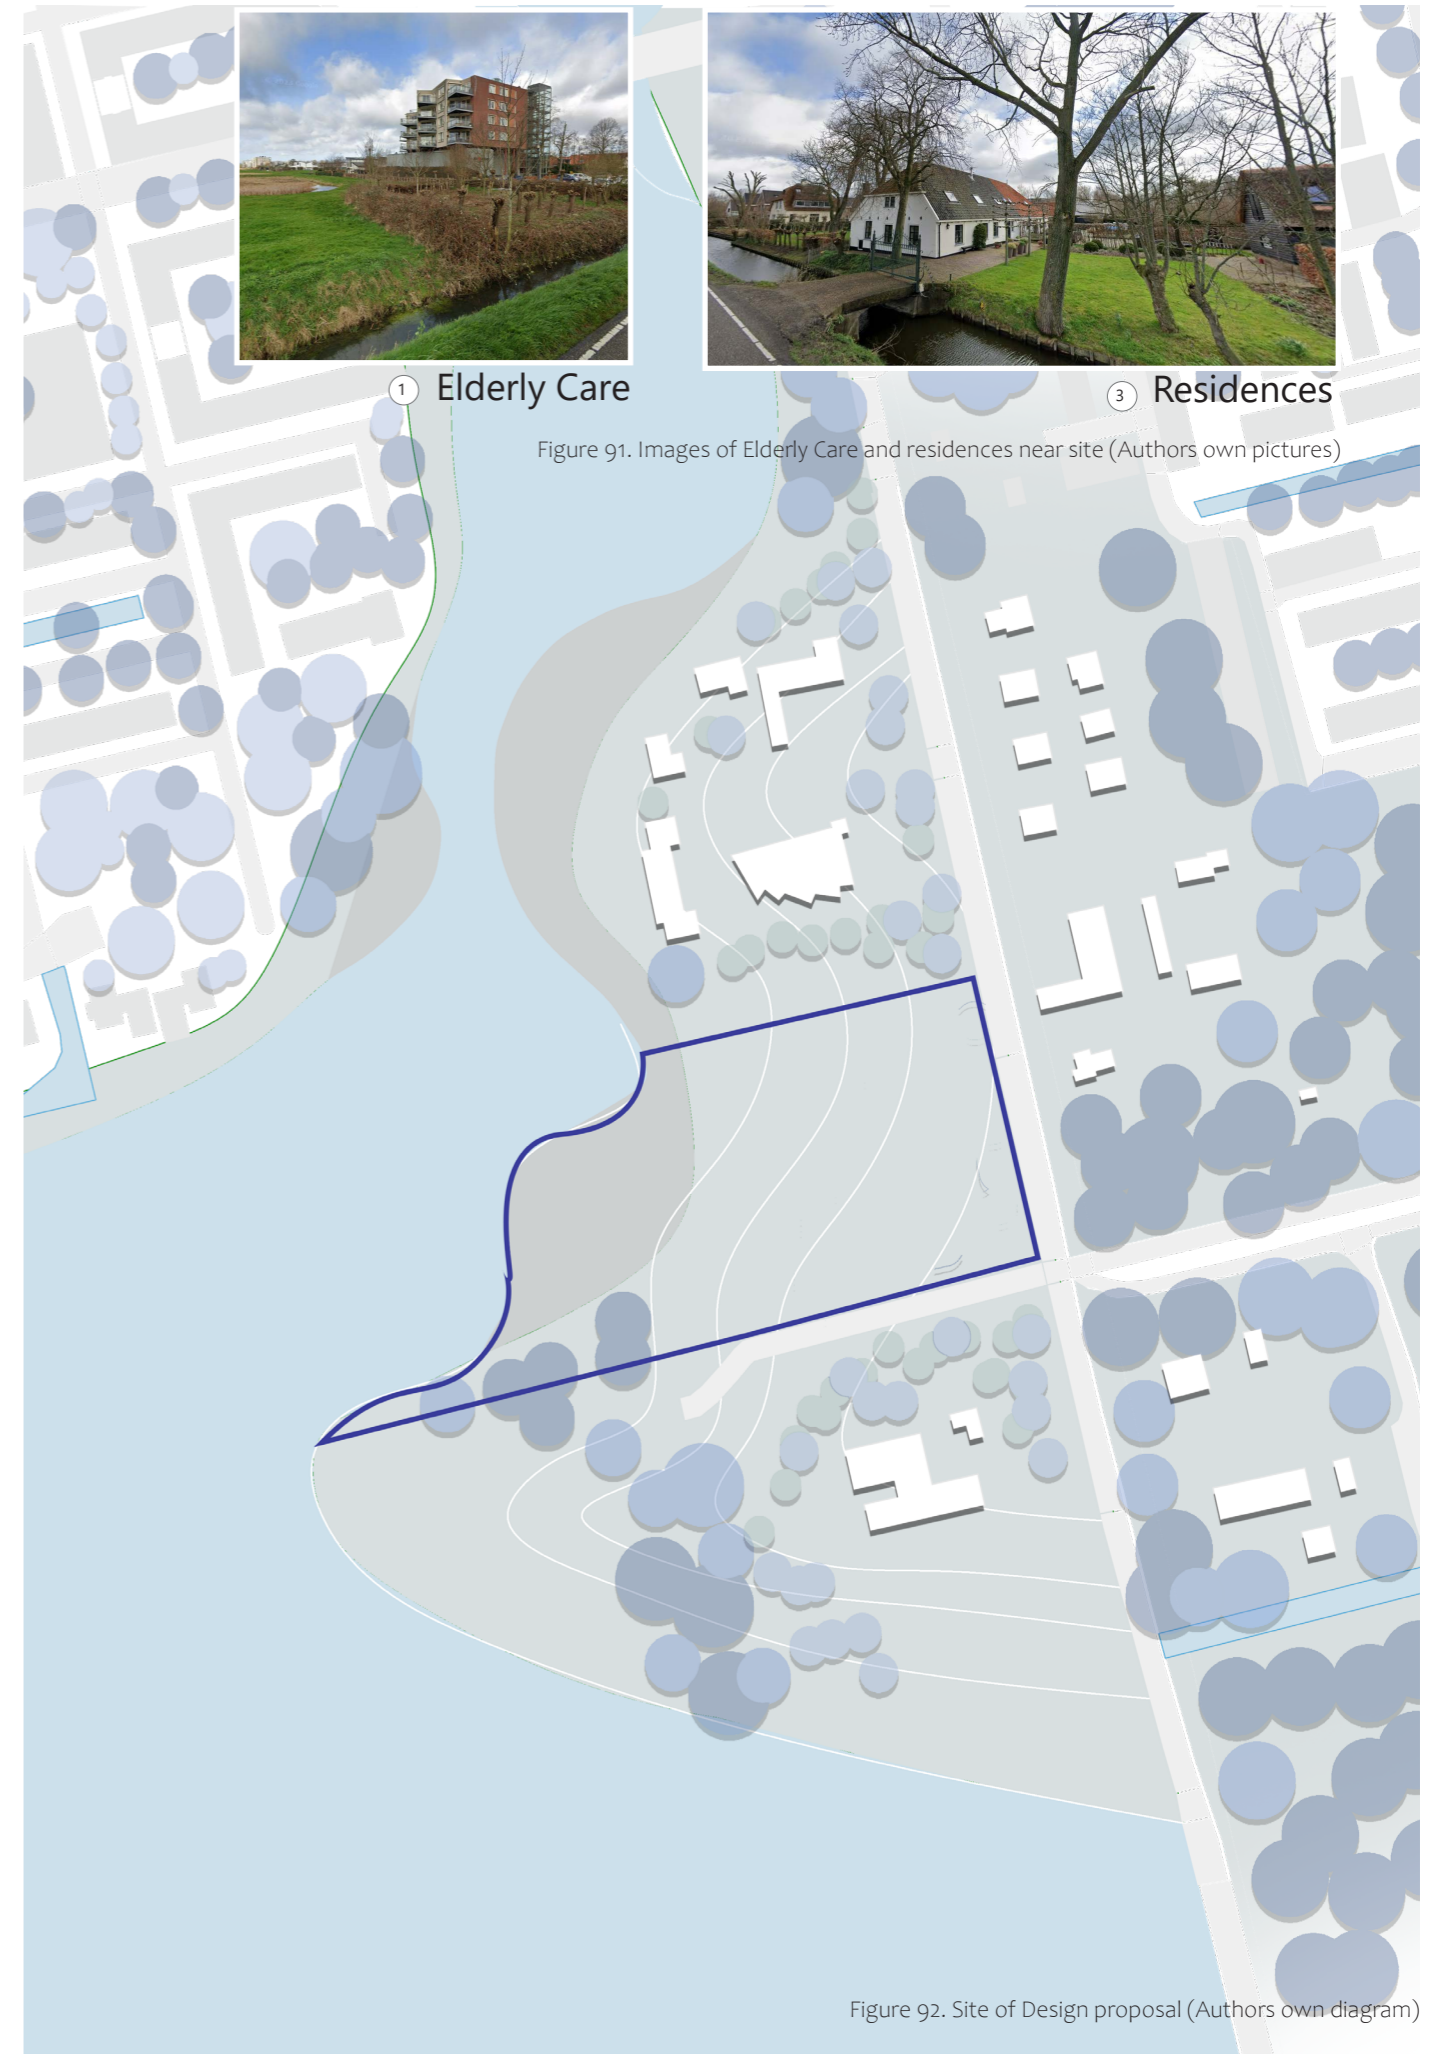 1 Elderly Care
3 Residences
Figure 91. Images of Elderly Care and residences near site (Authors own pictures)
Figure 92. Site of Design proposal (Authors own diagram)